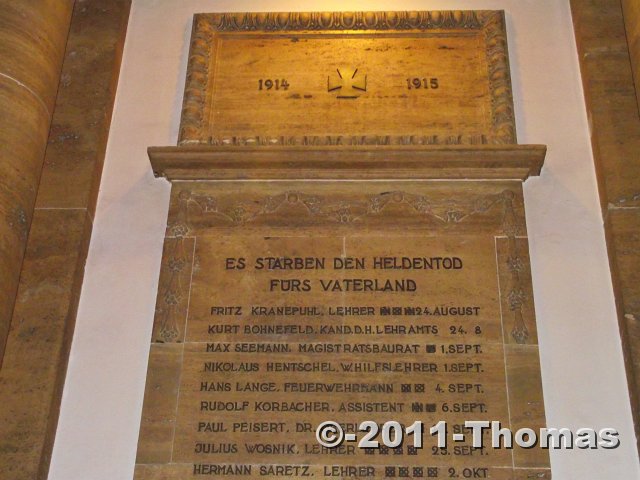 1914 1915
ES STARBEN DEN HELDENTOD
FÜRS VATERLAND
FRITZ KRANEPUHL, LEHRER 24. AUGUST
KURT BOHNEFELD, KAND. D. H. LEHRAMTS 24. 8
MAX SEEMANN, MAGISTRATSBAURAT 1. SEPT.
NIKOLAUS HENTSCHEL, W. HILFSLEHRER 1. SEPT.
HANS LANGE, FEUERWEHRMANN 4. SEPT.
RUDOLF KORBACHER, ASSISTENT 6. SEPT.
PAUL PEISERT, DR.
JULIUS WOSNIK, LEHRER 25. SEPT.
HERMANN SARETZ, LEHRER 2. OKT
©-2011-Thomas